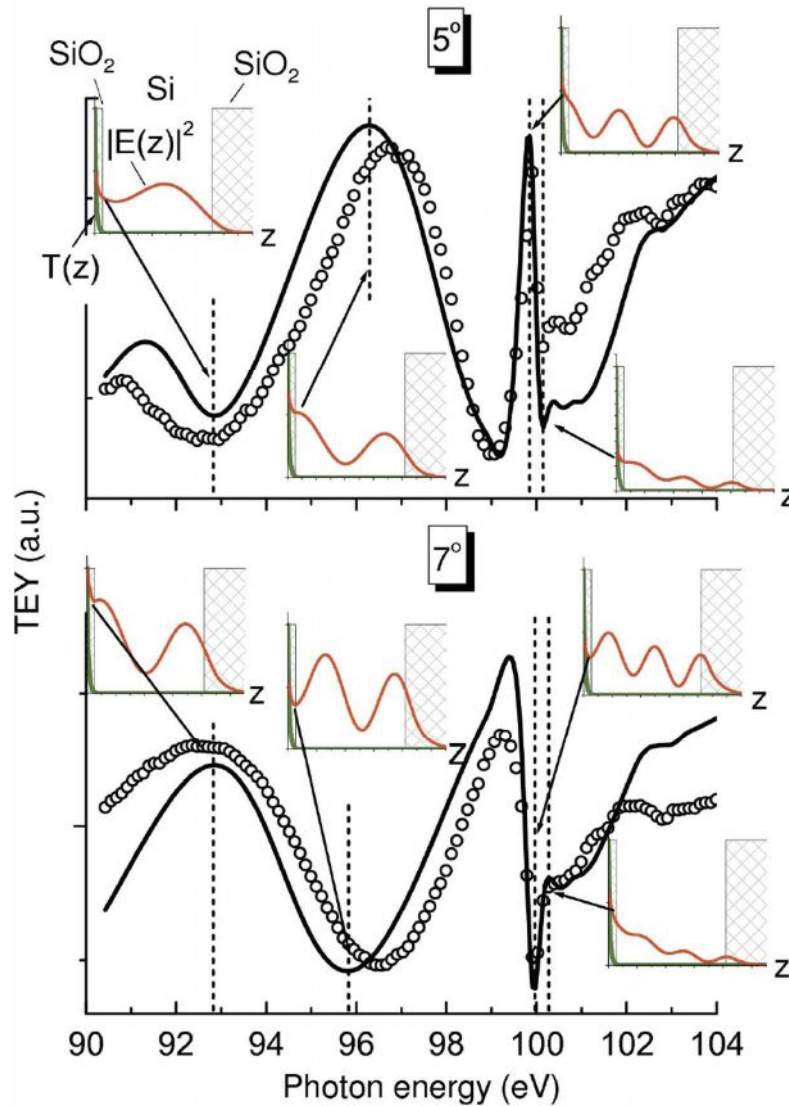 5°
SiO₂
Si
SiO₂
|E(z)|²
z
T(z)
z
z
z
TEY (a.u.)
7°
z
z
z
z
90 92 94 96 98 100 102 104
Photon energy (eV)